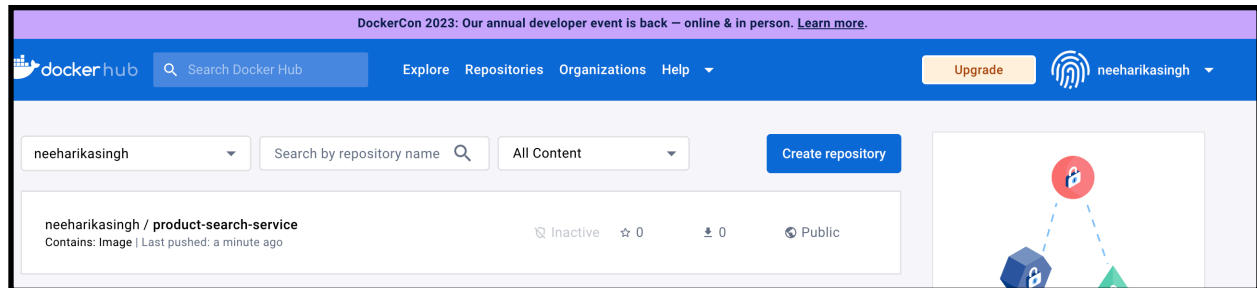 DockerCon 2023: Our annual developer event is back — online & in person. Learn more.
dockerhub Search Docker Hub Explore Repositories Organizations Help Upgrade neeharikasingh
neeharikasingh Search by repository name All Content Create repository
neeharikasingh / product-search-service
Contains: Image | Last pushed: a minute ago
Inactive 0 0 Public